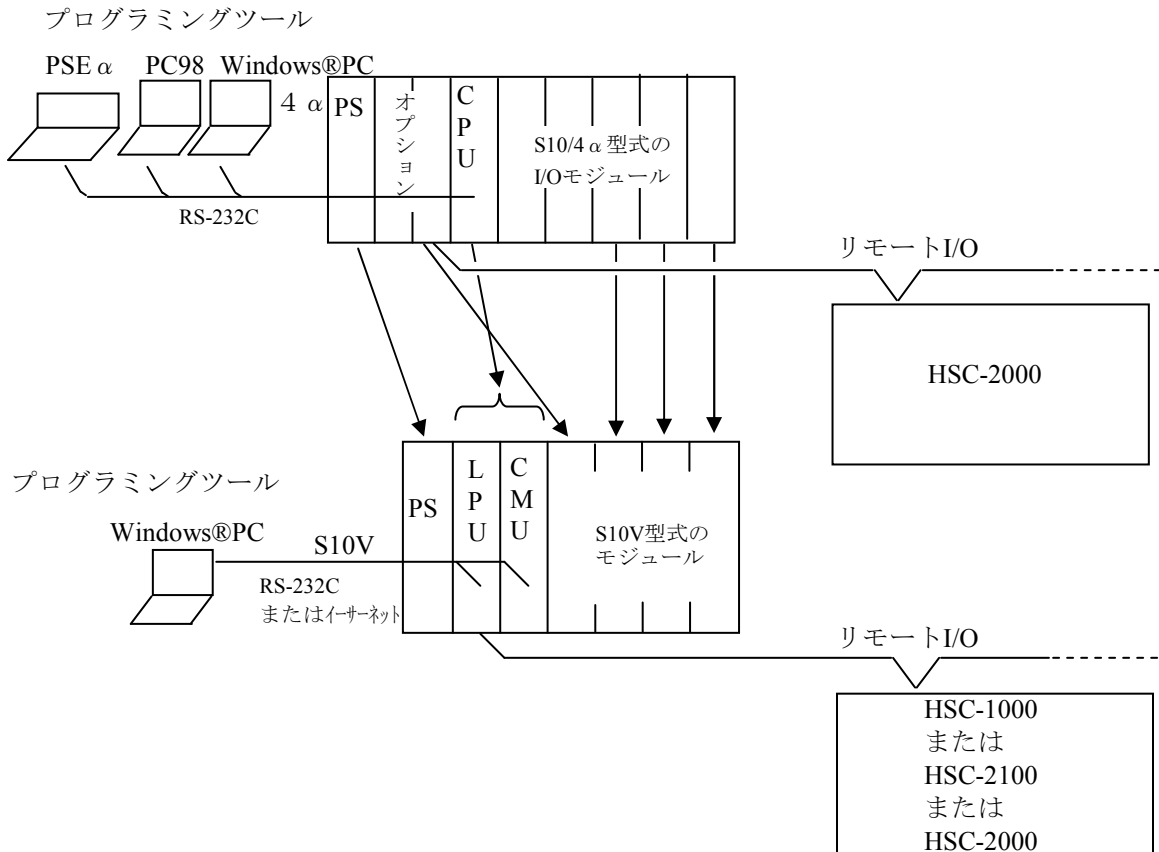 プログラミングツール
PSE α PC98 Windows®PC
4 α
PS
オプション
CPU
S10/4 α 型式の
I/Oモジュール
RS-232C
リモートI/O
HSC-2000
プログラミングツール
Windows®PC
S10V
RS-232C
またはイーサーネット
PS
LPU
CMU
S10V型式の
モジュール
リモートI/O
HSC-1000
または
HSC-2100
または
HSC-2000